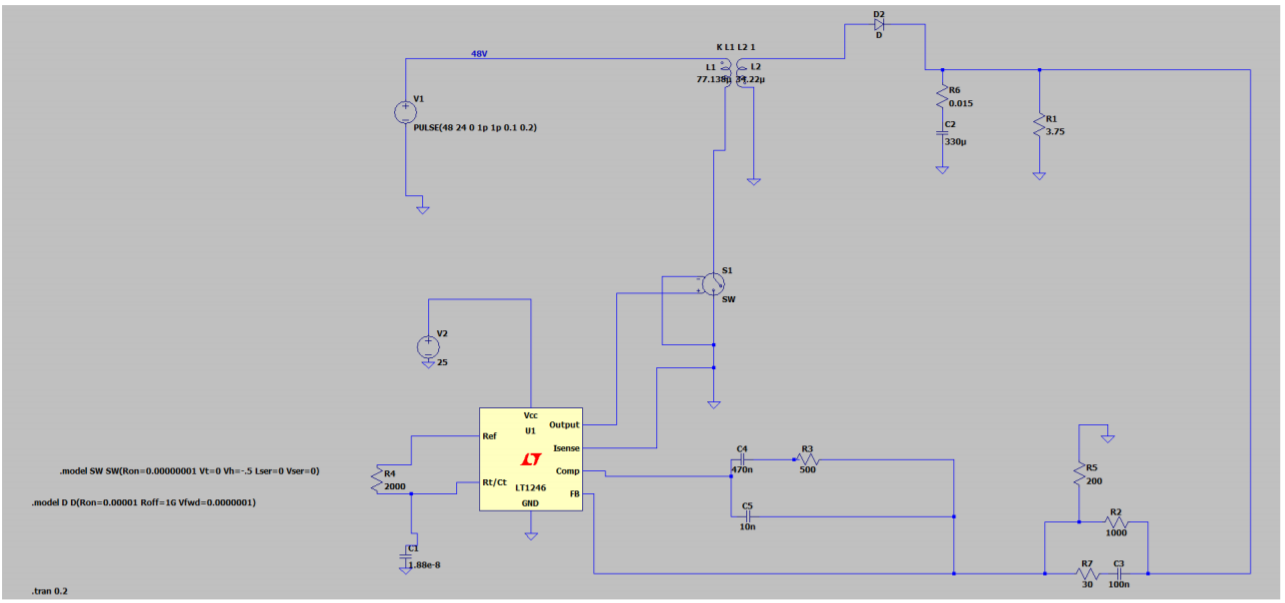 D2
D
48V
K L1 L2 1
L1
L2
77.138µ
34.22µ
V1
PULSE(48 24 0 1p 1p 0.1 0.2)
R6
0.015
C2
330µ
R1
3.75
S1
SW
V2
25
Vcc
U1
Output
Ref
Isense
Comp
Rt/Ct
LT1246
FB
GND
R4
2000
C1
1.88e-8
C4
470n
R3
500
C5
10n
R5
200
R2
1000
R7
30
C3
100n
.model SW SW(Ron=0.00000001 Vt=0 Vh=-.5 Lser=0 Vser=0)
.model D D(Ron=0.00001 Roff=1G Vfwd=0.0000001)
.tran 0.2